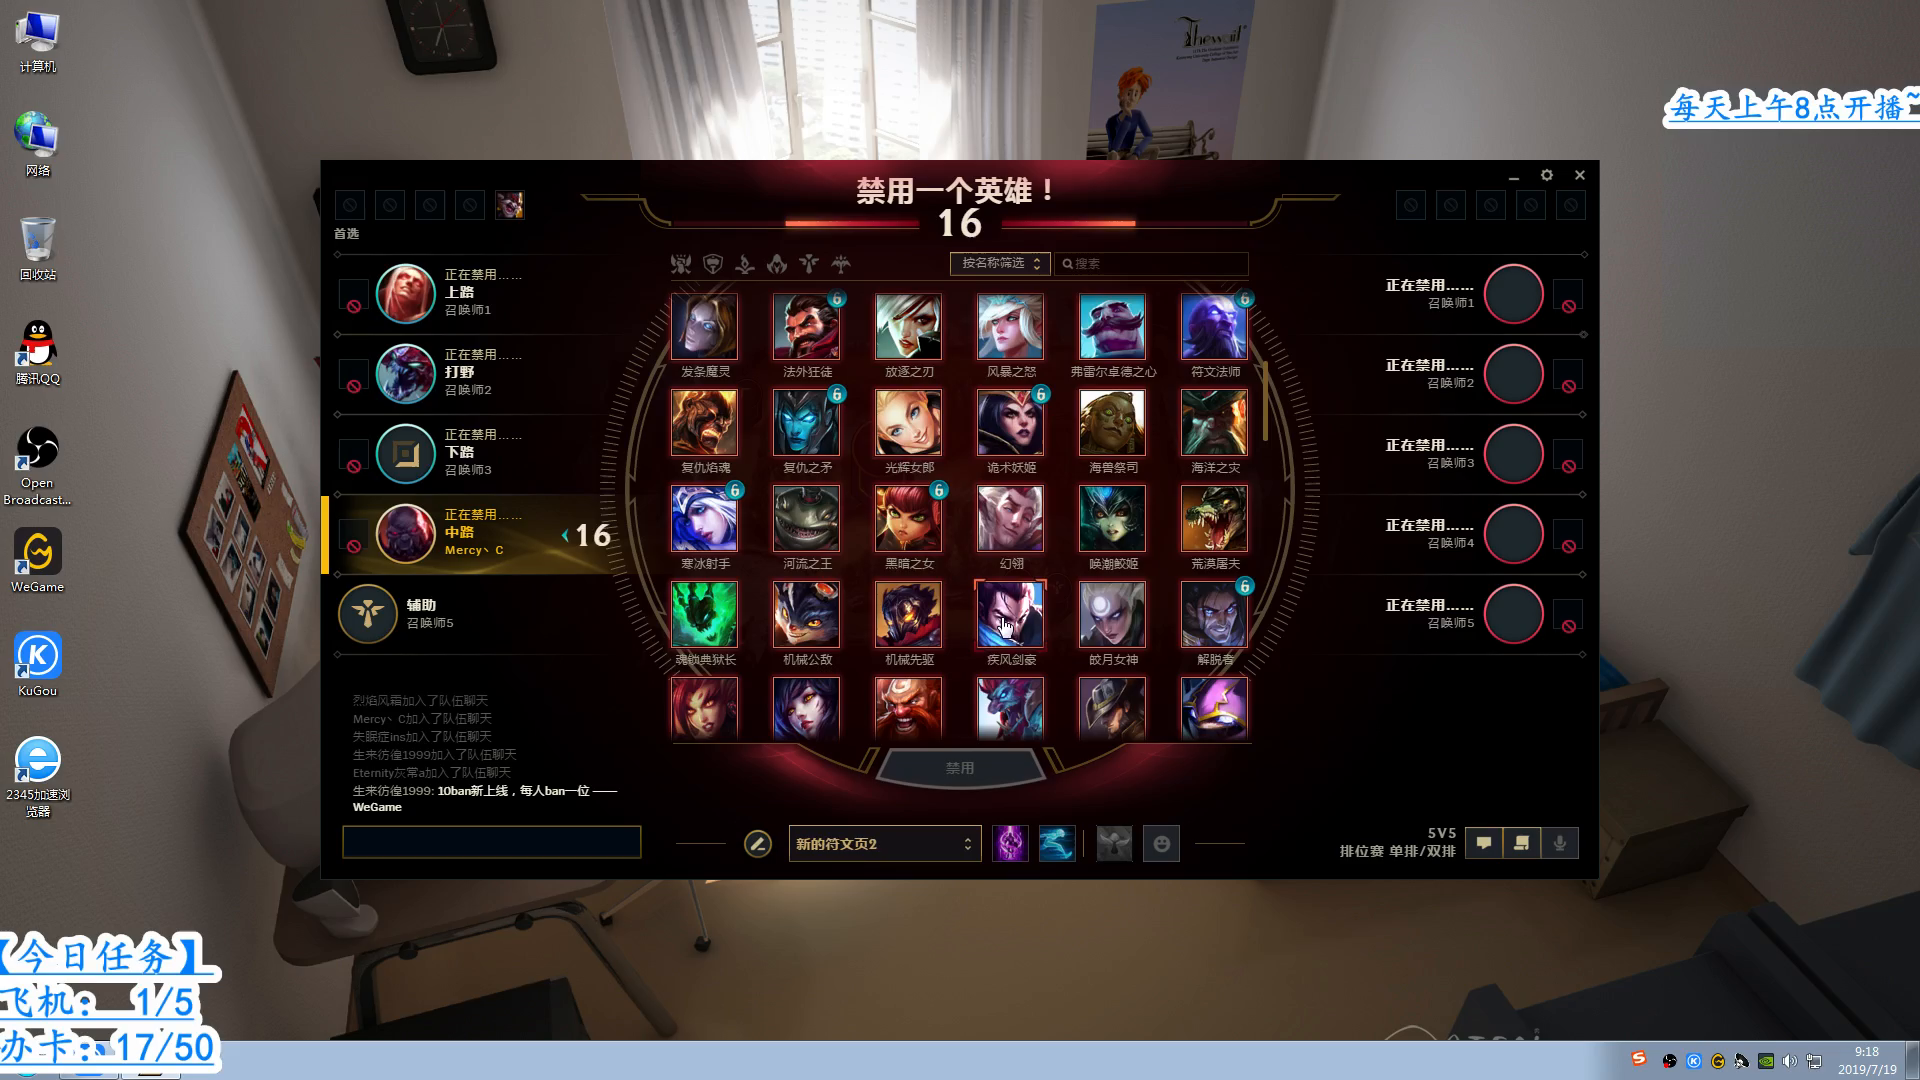 计算机
网络
回收站
腾讯QQ
Open
Broadcast...
WeGame
KuGou
2345加速浏
览器
Thewait
每天上午8点开播~
禁用一个英雄！
16
首选
按名称筛选
搜索
正在禁用……
上路
召唤师1
正在禁用……
打野
召唤师2
正在禁用……
下路
召唤师3
正在禁用……
中路
Mercy丶C
16
辅助
召唤师5
发条魔灵
法外狂徒
6
放逐之刃
风暴之怒
弗雷尔卓德之心
符文法师
6
复仇焰魂
复仇之矛
6
光辉女郎
诡术妖姬
6
海兽祭司
海洋之灾
寒冰射手
6
河流之王
黑暗之女
6
幻翎
唤潮鲛姬
荒漠屠夫
魂锁典狱长
机械公敌
机械先驱
疾风剑豪
皎月女神
解脱者
6
正在禁用……
召唤师1
正在禁用……
召唤师2
正在禁用……
召唤师3
正在禁用……
召唤师4
正在禁用……
召唤师5
烈焰风霜加入了队伍聊天
Mercy丶C加入了队伍聊天
失眠症ins加入了队伍聊天
生来彷徨1999加入了队伍聊天
Eternity灰常a加入了队伍聊天
生来彷徨1999: 10ban新上线，每人ban一位 ——
WeGame
禁用
新的符文页2
5V5
排位赛 单排/双排
【今日任务】
飞机： 1/5
办卡：17/50
9:18
2019/7/19